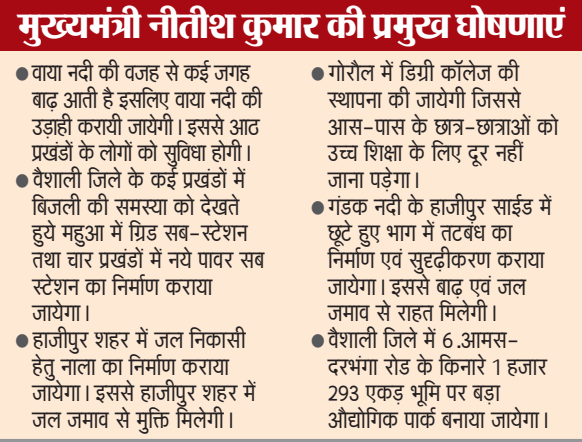 मुख्यमंत्री नीतीश कुमार की प्रमुख घोषणाएं
● वाया नदी की वजह से कई जगह
बाढ़ आती है इसलिए वाया नदी की
उड़ाही करायी जायेगी। इससे आठ
प्रखंडों के लोगों को सुविधा होगी।
● वैशाली जिले के कई प्रखंडों में
बिजली की समस्या को देखते
हुये महुआ में ग्रिड सब-स्टेशन
तथा चार प्रखंडों में नये पावर सब
स्टेशन का निर्माण कराया
जायेगा।
● हाजीपुर शहर में जल निकासी
हेतु नाला का निर्माण कराया
जायेगा। इससे हाजीपुर शहर में
जल जमाव से मुक्ति मिलेगी।
● गोरौल में डिग्री कॉलेज की
स्थापना की जायेगी जिससे
आस-पास के छात्र-छात्राओं को
उच्च शिक्षा के लिए दूर नहीं
जाना पड़ेगा।
● गंडक नदी के हाजीपुर साईड में
छूटे हुए भाग में तटबंध का
निर्माण एवं सुदृढ़ीकरण कराया
जायेगा। इससे बाढ़ एवं जल
जमाव से राहत मिलेगी।
● वैशाली जिले में 6.आमस-
दरभंगा रोड के किनारे 1 हजार
293 एकड़ भूमि पर बड़ा
औद्योगिक पार्क बनाया जायेगा।